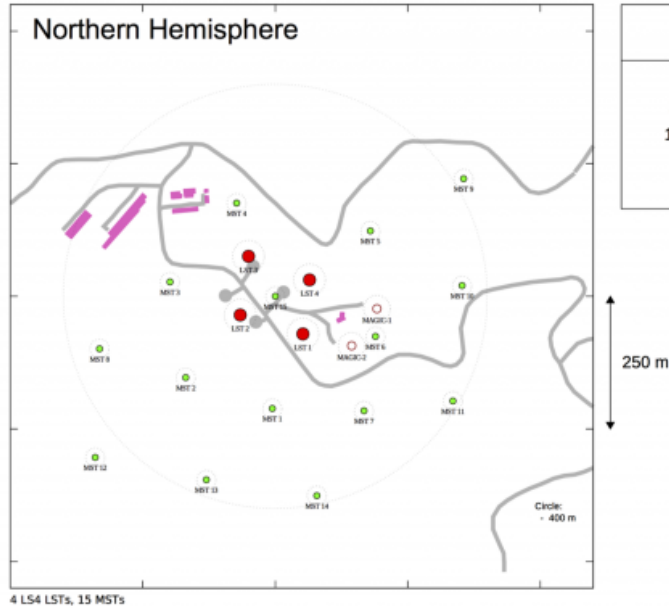 Northern Hemisphere
1
MST 9
MST 4
MST 5
LST 3
LST 4
MST 3
MST 15
MST 10
MAGIC-1
LST 2
LST 1
MST 6
MAGIC-2
250 m
MST 8
MST 2
MST 1
MST 7
MST 11
MST 12
MST 13
MST 14
Circle:
- 400 m
4 LS4 LSTs, 15 MSTs